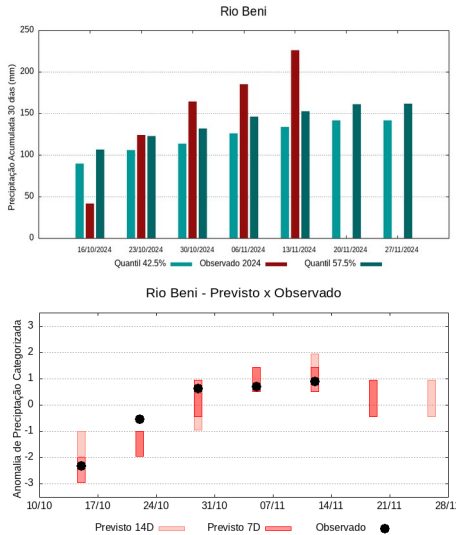 Rio Beni
Precipitação Acumulada 30 dias (mm)
250
200
150
100
50
0
16/10/2024 23/10/2024 30/10/2024 06/11/2024 13/11/2024 20/11/2024 27/11/2024
Quantil 42.5% Observado 2024 Quantil 57.5%
Rio Beni - Previsto x Observado
Anomalia de Precipitação Categorizada
3
2
1
0
-1
-2
-3
10/10 17/10 24/10 31/10 07/11 14/11 21/11 28/11
Previsto 14D Previsto 7D Observado